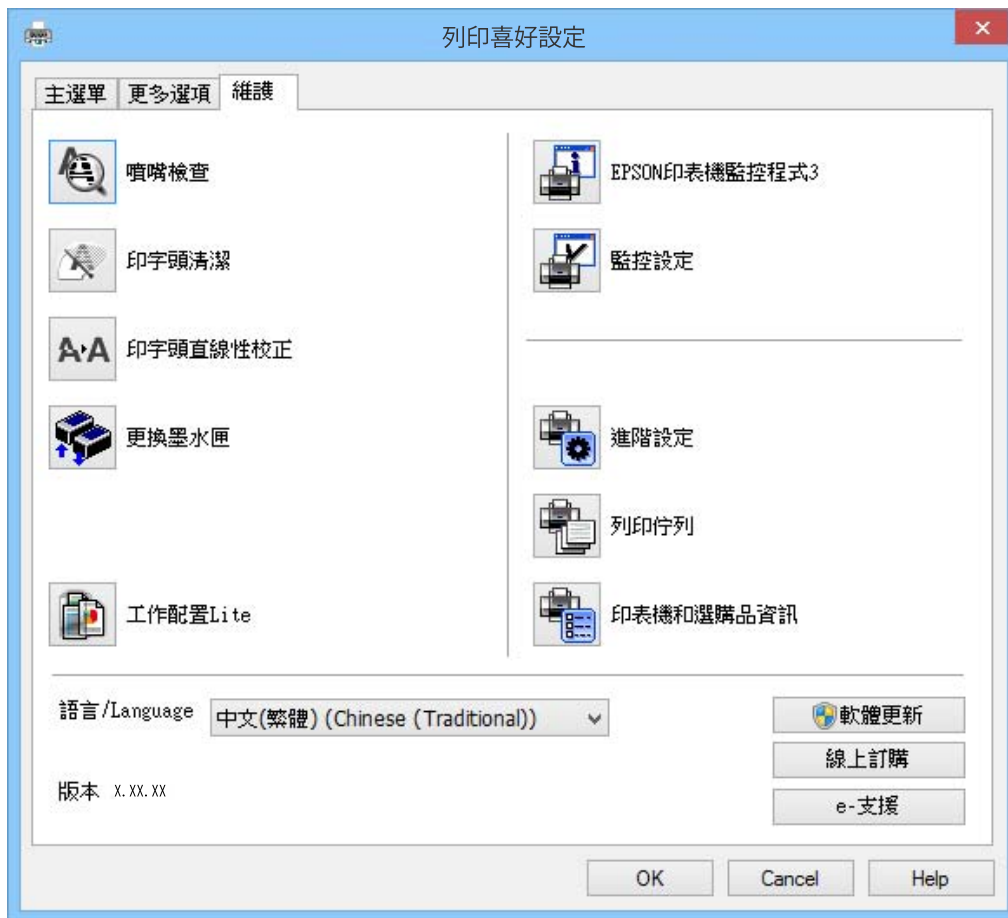 列印喜好設定
主選單
更多選項
維護
噴嘴檢查
印字頭清潔
印字頭直線性校正
更換墨水匣
工作配置Lite
EPSON印表機監控程式3
監控設定
進階設定
列印佇列
印表機和選購品資訊
語言/Language
中文(繁體) (Chinese (Traditional))
版本 X.XX.XX
軟體更新
線上訂購
e-支援
OK
Cancel
Help